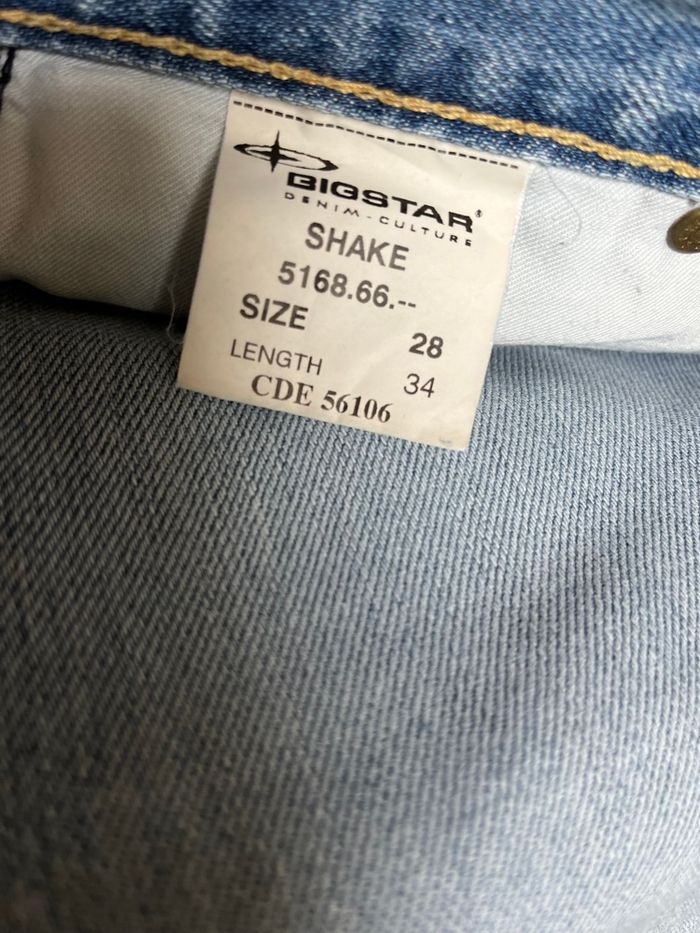 BIGSTAR®
DENIM-CULTURE
SHAKE
5168.66.--
SIZE 28
LENGTH 34
CDE 56106